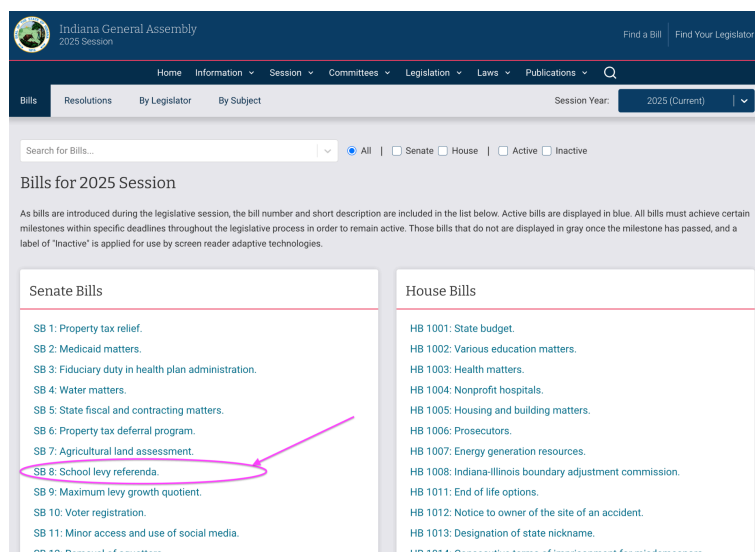 Indiana General Assembly
2025 Session
Find a Bill
Find Your Legislator
Home Information Session Committees Legislation Laws Publications
Bills Resolutions By Legislator By Subject Session Year: 2025 (Current)
Search for Bills... All | Senate House | Active Inactive
Bills for 2025 Session
As bills are introduced during the legislative session, the bill number and short description are included in the list below. Active bills are displayed in blue. All bills must achieve certain
milestones within specific deadlines throughout the legislative process in order to remain active. Those bills that do not are displayed in gray once the milestone has passed, and a
label of "Inactive" is applied for use by screen reader adaptive technologies.
Senate Bills
SB 1: Property tax relief.
SB 2: Medicaid matters.
SB 3: Fiduciary duty in health plan administration.
SB 4: Water matters.
SB 5: State fiscal and contracting matters.
SB 6: Property tax deferral program.
SB 7: Agricultural land assessment.
SB 8: School levy referenda.
SB 9: Maximum levy growth quotient.
SB 10: Voter registration.
SB 11: Minor access and use of social media.
House Bills
HB 1001: State budget.
HB 1002: Various education matters.
HB 1003: Health matters.
HB 1004: Nonprofit hospitals.
HB 1005: Housing and building matters.
HB 1006: Prosecutors.
HB 1007: Energy generation resources.
HB 1008: Indiana-Illinois boundary adjustment commission.
HB 1011: End of life options.
HB 1012: Notice to owner of the site of an accident.
HB 1013: Designation of state nickname.